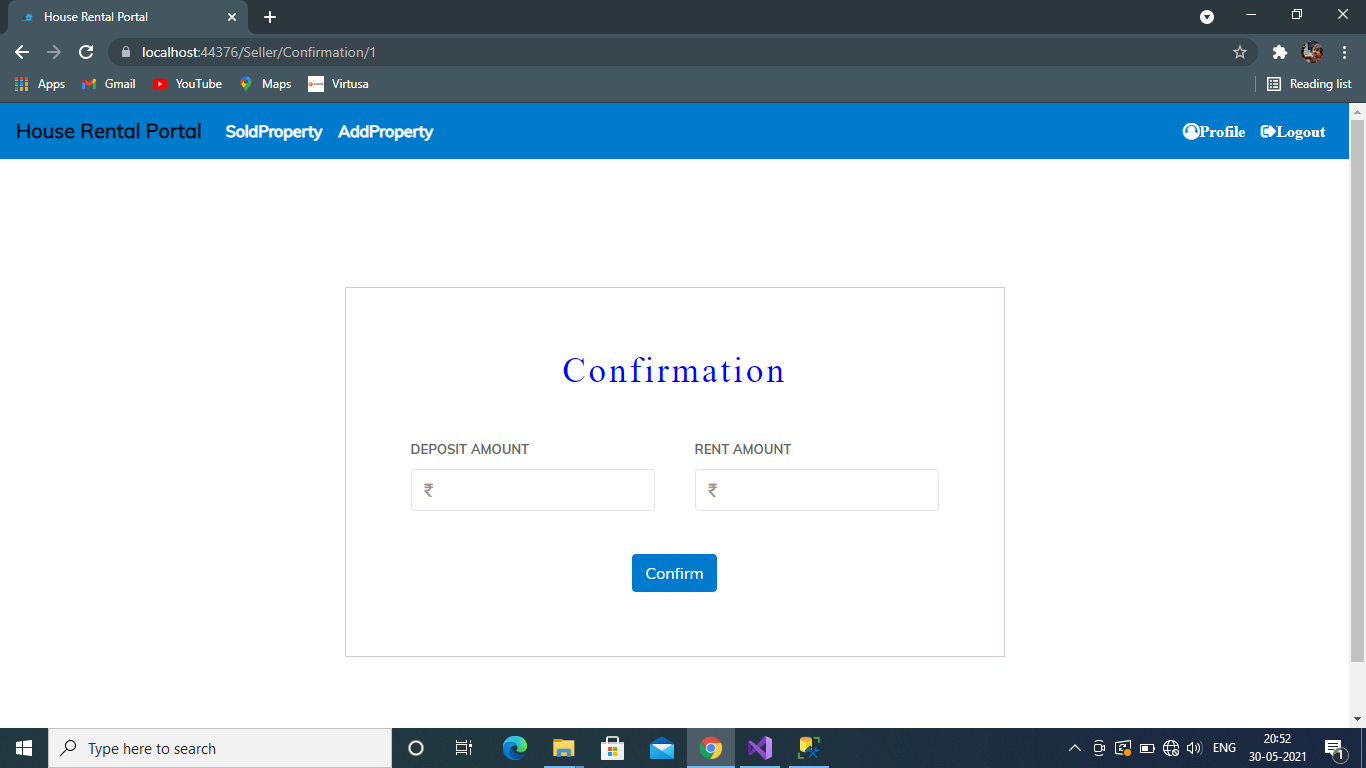 House Rental Portal
localhost:44376/Seller/Confirmation/1
Apps Gmail YouTube Maps Virtusa Reading list
House Rental Portal SoldProperty AddProperty Profile Logout
Confirmation
DEPOSIT AMOUNT RENT AMOUNT
₹ ₹
Confirm
Type here to search ENG 20:52
30-05-2021 1